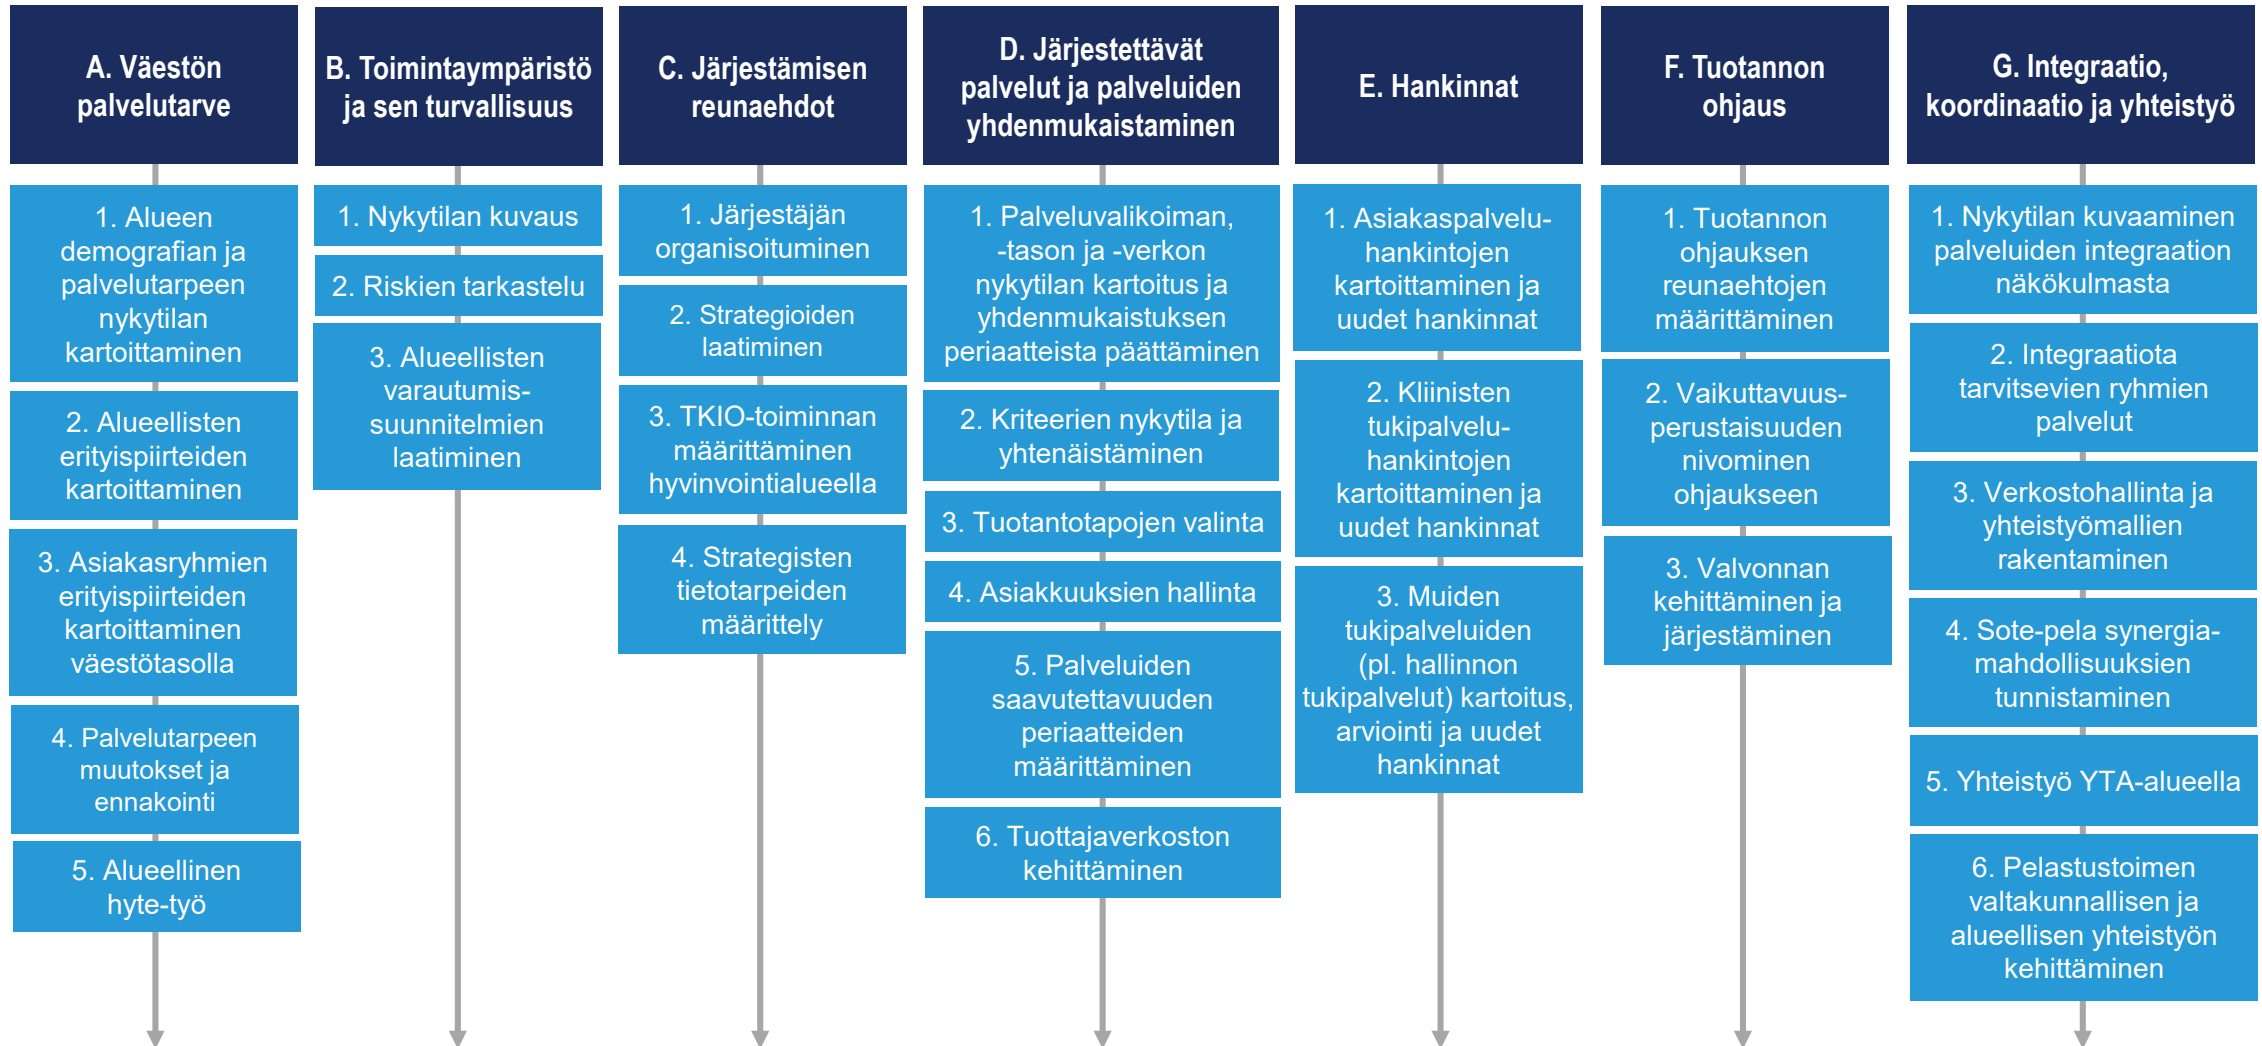 A. Väestön
palvelutarve
1. Alueen
demografian ja
palvelutarpeen
nykytilan
kartoittaminen
2. Alueellisten
erityispiirteiden
kartoittaminen
3. Asiakasryhmien
erityispiirteiden
kartoittaminen
väestötasolla
4. Palvelutarpeen
muutokset ja
ennakointi
5. Alueellinen
hyte-työ
B. Toimintaympäristö
ja sen turvallisuus
1. Nykytilan kuvaus
2. Riskien tarkastelu
3. Alueellisten
varautumis-
suunnitelmien
laatiminen
C. Järjestämisen
reunaehdot
1. Järjestäjän
organisoituminen
2. Strategioiden
laatiminen
3. TKIO-toiminnan
määrittäminen
hyvinvointialueella
4. Strategisten
tietotarpeiden
määrittely
D. Järjestettävät
palvelut ja palveluiden
yhdenmukaistaminen
1. Palveluvalikoiman,
-tason ja -verkon
nykytilan kartoitus ja
yhdenmukaistuksen
periaatteista päättäminen
2. Kriteerien nykytila ja
yhtenäistäminen
3. Tuotantotapojen valinta
4. Asiakkuuksien hallinta
5. Palveluiden
saavutettavuuden
periaatteiden
määrittäminen
6. Tuottajaverkoston
kehittäminen
E. Hankinnat
1. Asiakaspalvelu-
hankintojen
kartoittaminen ja
uudet hankinnat
2. Kliinisten
tukipalvelu-
hankintojen
kartoittaminen ja
uudet hankinnat
3. Muiden
tukipalveluiden
(pl. hallinnon
tukipalvelut) kartoitus,
arviointi ja uudet
hankinnat
F. Tuotannon
ohjaus
1. Tuotannon
ohjauksen
reunaehtojen
määrittäminen
2. Vaikuttavuus-
perustaisuuden
nivominen
ohjaukseen
3. Valvonnan
kehittäminen ja
järjestäminen
G. Integraatio,
koordinaatio ja yhteistyö
1. Nykytilan kuvaaminen
palveluiden integraation
näkökulmasta
2. Integraatiota
tarvitsevien ryhmien
palvelut
3. Verkostohallinta ja
yhteistyömallien
rakentaminen
4. Sote-pela synergia-
mahdollisuuksien
tunnistaminen
5. Yhteistyö YTA-alueella
6. Pelastustoimen
valtakunnallisen ja
alueellisen yhteistyön
kehittäminen